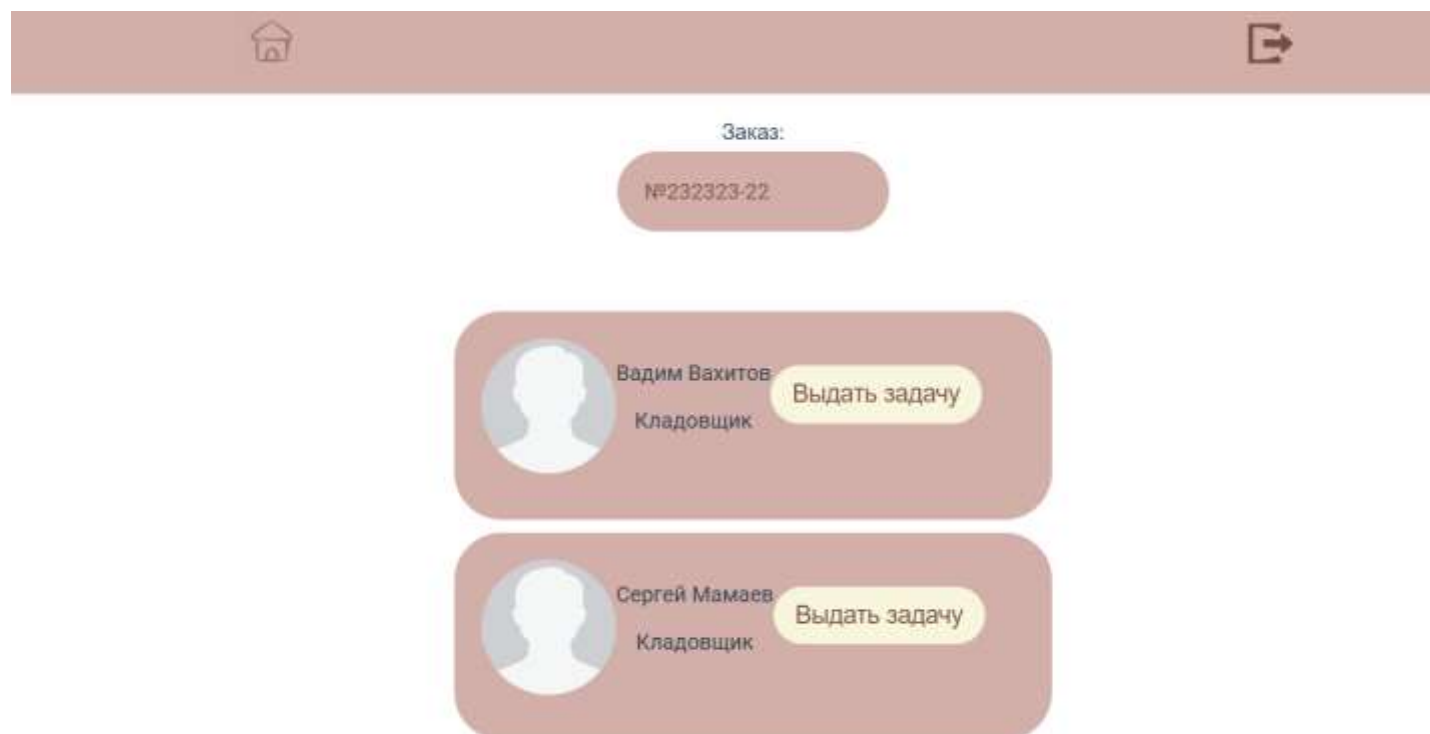 Заказ:
№232323-22
Вадим Вахитов
Выдать задачу
Кладовщик
Сергей Мамаев
Выдать задачу
Кладовщик